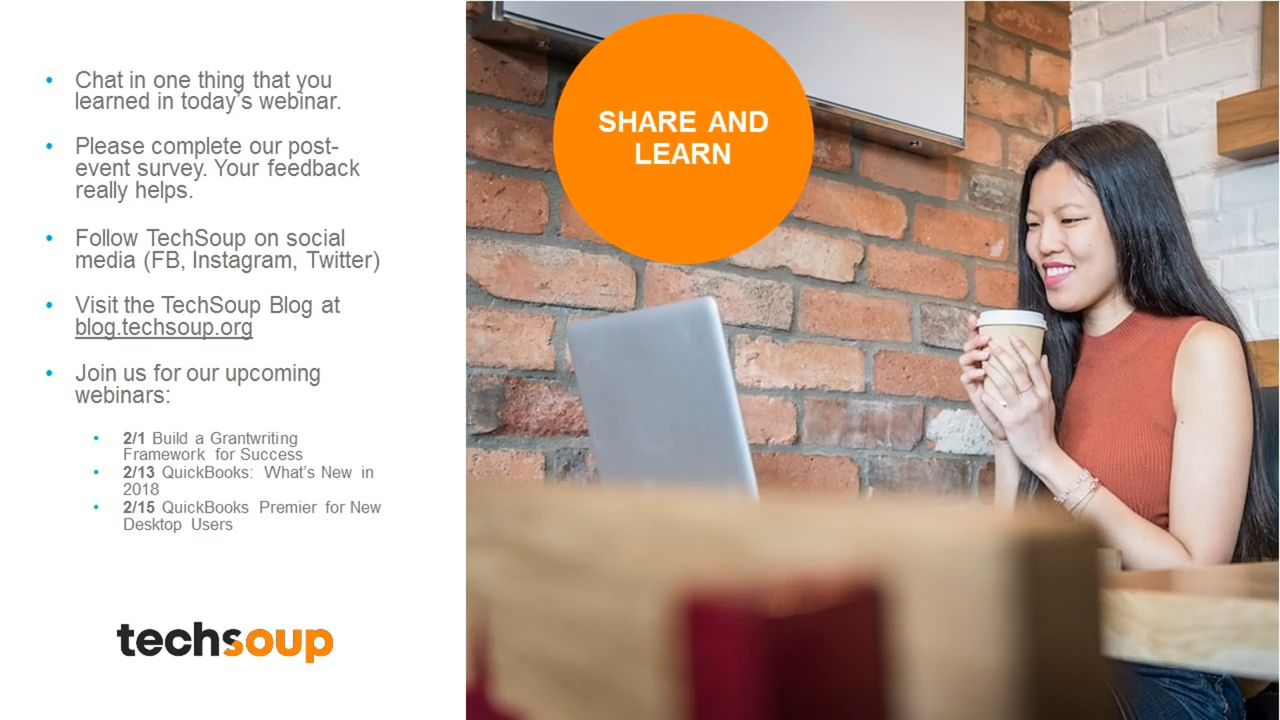 Chat in one thing that you
learned in today's webinar.
Please complete our post-
event survey. Your feedback
really helps.
Follow TechSoup on social
media (FB, Instagram, Twitter)
Visit the TechSoup Blog at
blog.techsoup.org
Join us for our upcoming
webinars:
2/1 Build a Grantwriting
Framework for Success
2/13 QuickBooks: What's New in
2018
2/15 QuickBooks Premier for New
Desktop Users
techsoup
SHARE AND
LEARN